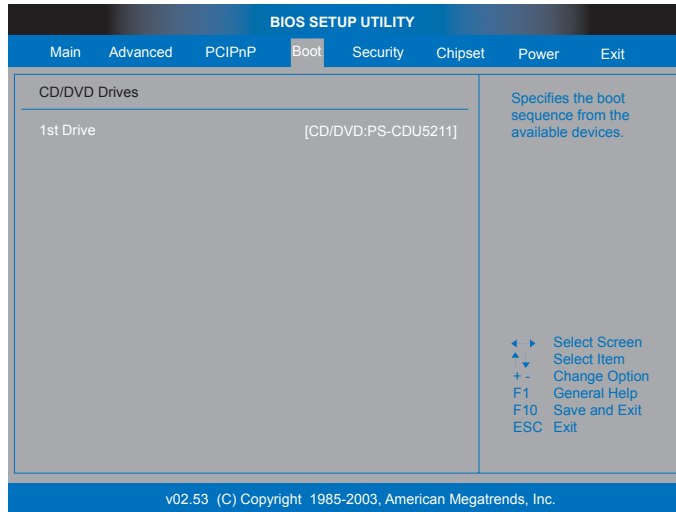 BIOS SETUP UTILITY
Main Advanced PCIPnP Boot Security Chipset Power Exit
CD/DVD Drives
1st Drive [CD/DVD:PS-CDU5211]
Specifies the boot
sequence from the
available devices.
Select Screen
Select Item
+ - Change Option
F1 General Help
F10 Save and Exit
ESC Exit
v02.53 (C) Copyright 1985-2003, American Megatrends, Inc.